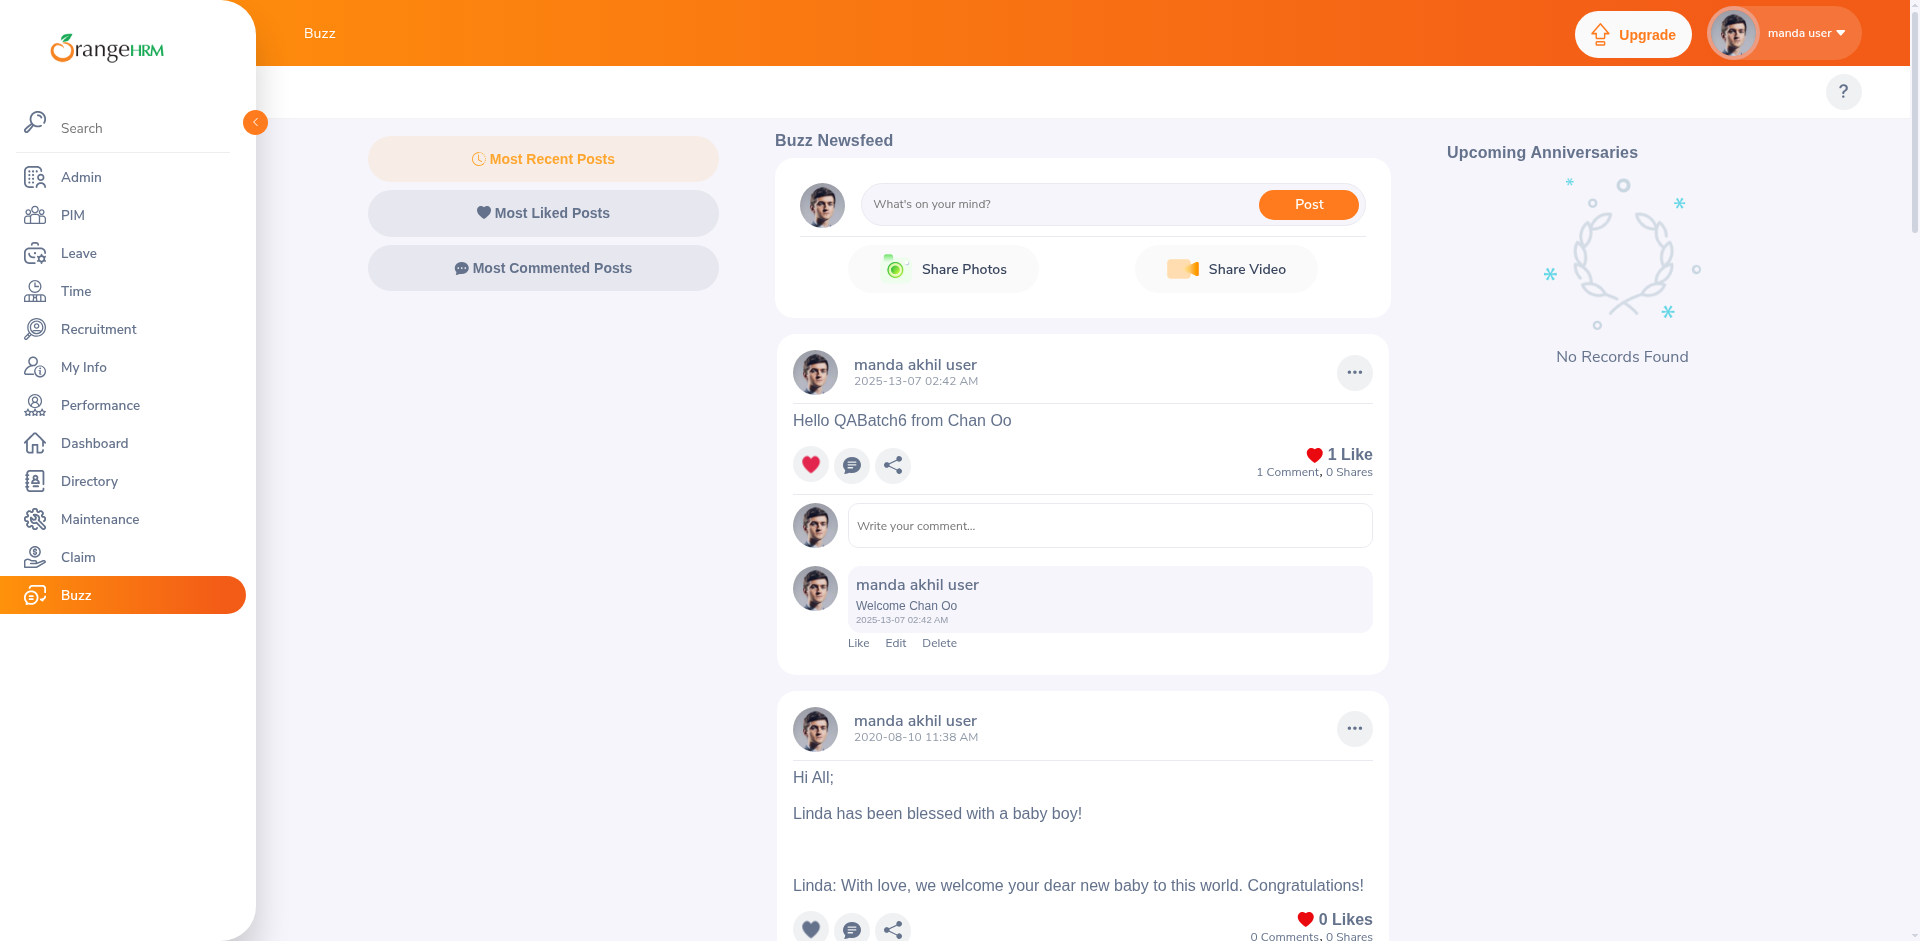 OrangeHRM
Search
Admin
PIM
Leave
Time
Recruitment
My Info
Performance
Dashboard
Directory
Maintenance
Claim
Buzz
Buzz
Upgrade
manda user
?
Most Recent Posts
Most Liked Posts
Most Commented Posts
Buzz Newsfeed
What's on your mind?
Post
Share Photos
Share Video
manda akhil user
2025-13-07 02:42 AM
Hello QABatch6 from Chan Oo
1 Like
1 Comment, 0 Shares
Write your comment...
manda akhil user
Welcome Chan Oo
2025-13-07 02:42 AM
Like Edit Delete
manda akhil user
2020-08-10 11:38 AM
Hi All;
Linda has been blessed with a baby boy!
Linda: With love, we welcome your dear new baby to this world. Congratulations!
0 Likes
0 Comments, 0 Shares
Upcoming Anniversaries
No Records Found